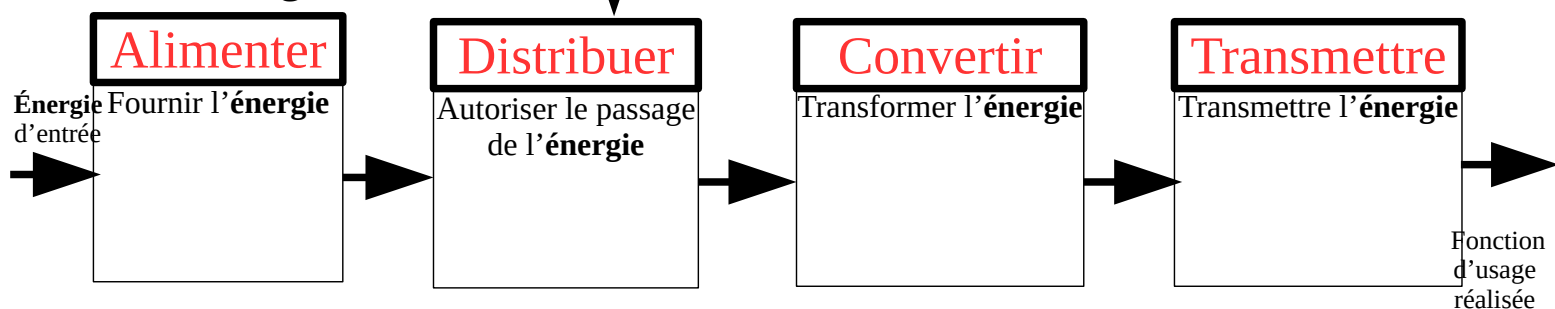 Alimenter
Distribuer
Convertir
Transmettre
Énergie
d’entrée
Fournir l’énergie
Autoriser le passage
de l’énergie
Transformer l’énergie
Transmettre l’énergie
Fonction
d’usage
réalisée